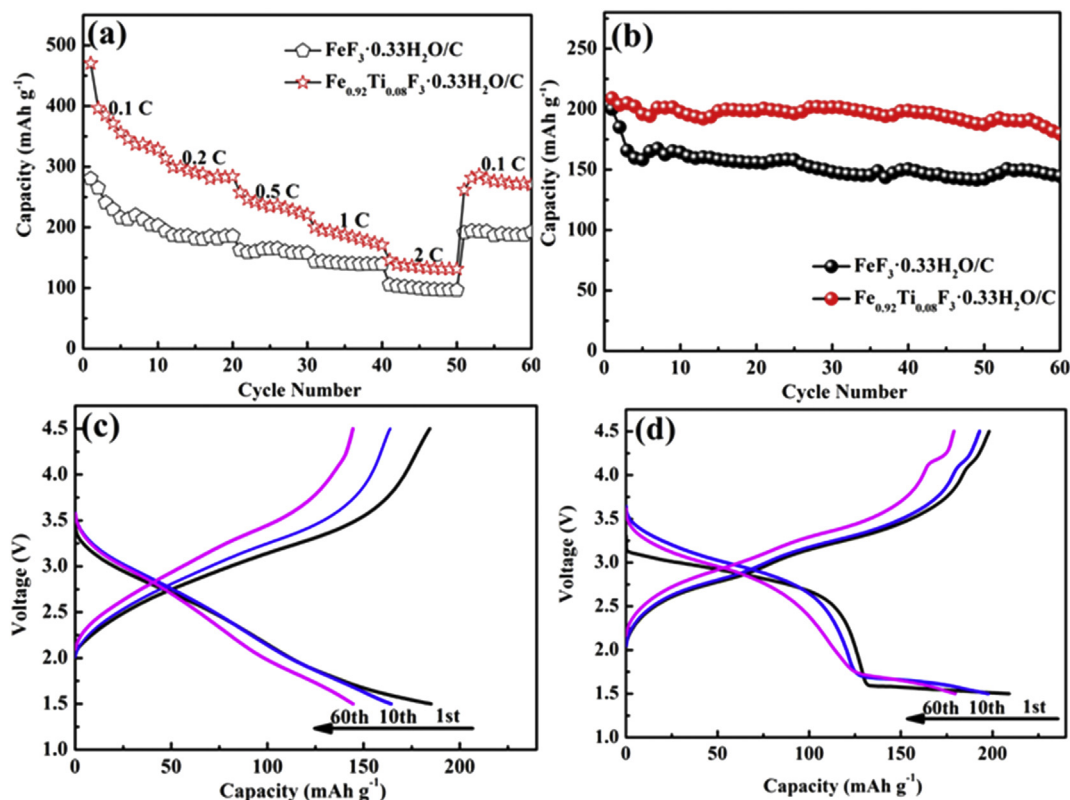 (a)
500
400
300
200
100
0
Capacity (mAh g⁻¹)
FeF₃·0.33H₂O/C
Fe₀.₉₂Ti₀.₀₈F₃·0.33H₂O/C
0.1 C
0.2 C
0.5 C
1 C
2 C
0.1 C
0 10 20 30 40 50 60
Cycle Number
(b)
250
200
150
100
50
0
Capacity (mAh g⁻¹)
FeF₃·0.33H₂O/C
Fe₀.₉₂Ti₀.₀₈F₃·0.33H₂O/C
0 10 20 30 40 50 60
Cycle Number
(c)
4.5
4.0
3.5
3.0
2.5
2.0
1.5
1.0
Voltage (V)
60th 10th 1st
0 50 100 150 200
Capacity (mAh g⁻¹)
(d)
4.5
4.0
3.5
3.0
2.5
2.0
1.5
1.0
Voltage (V)
60th 10th 1st
0 50 100 150 200
Capacity (mAh g⁻¹)